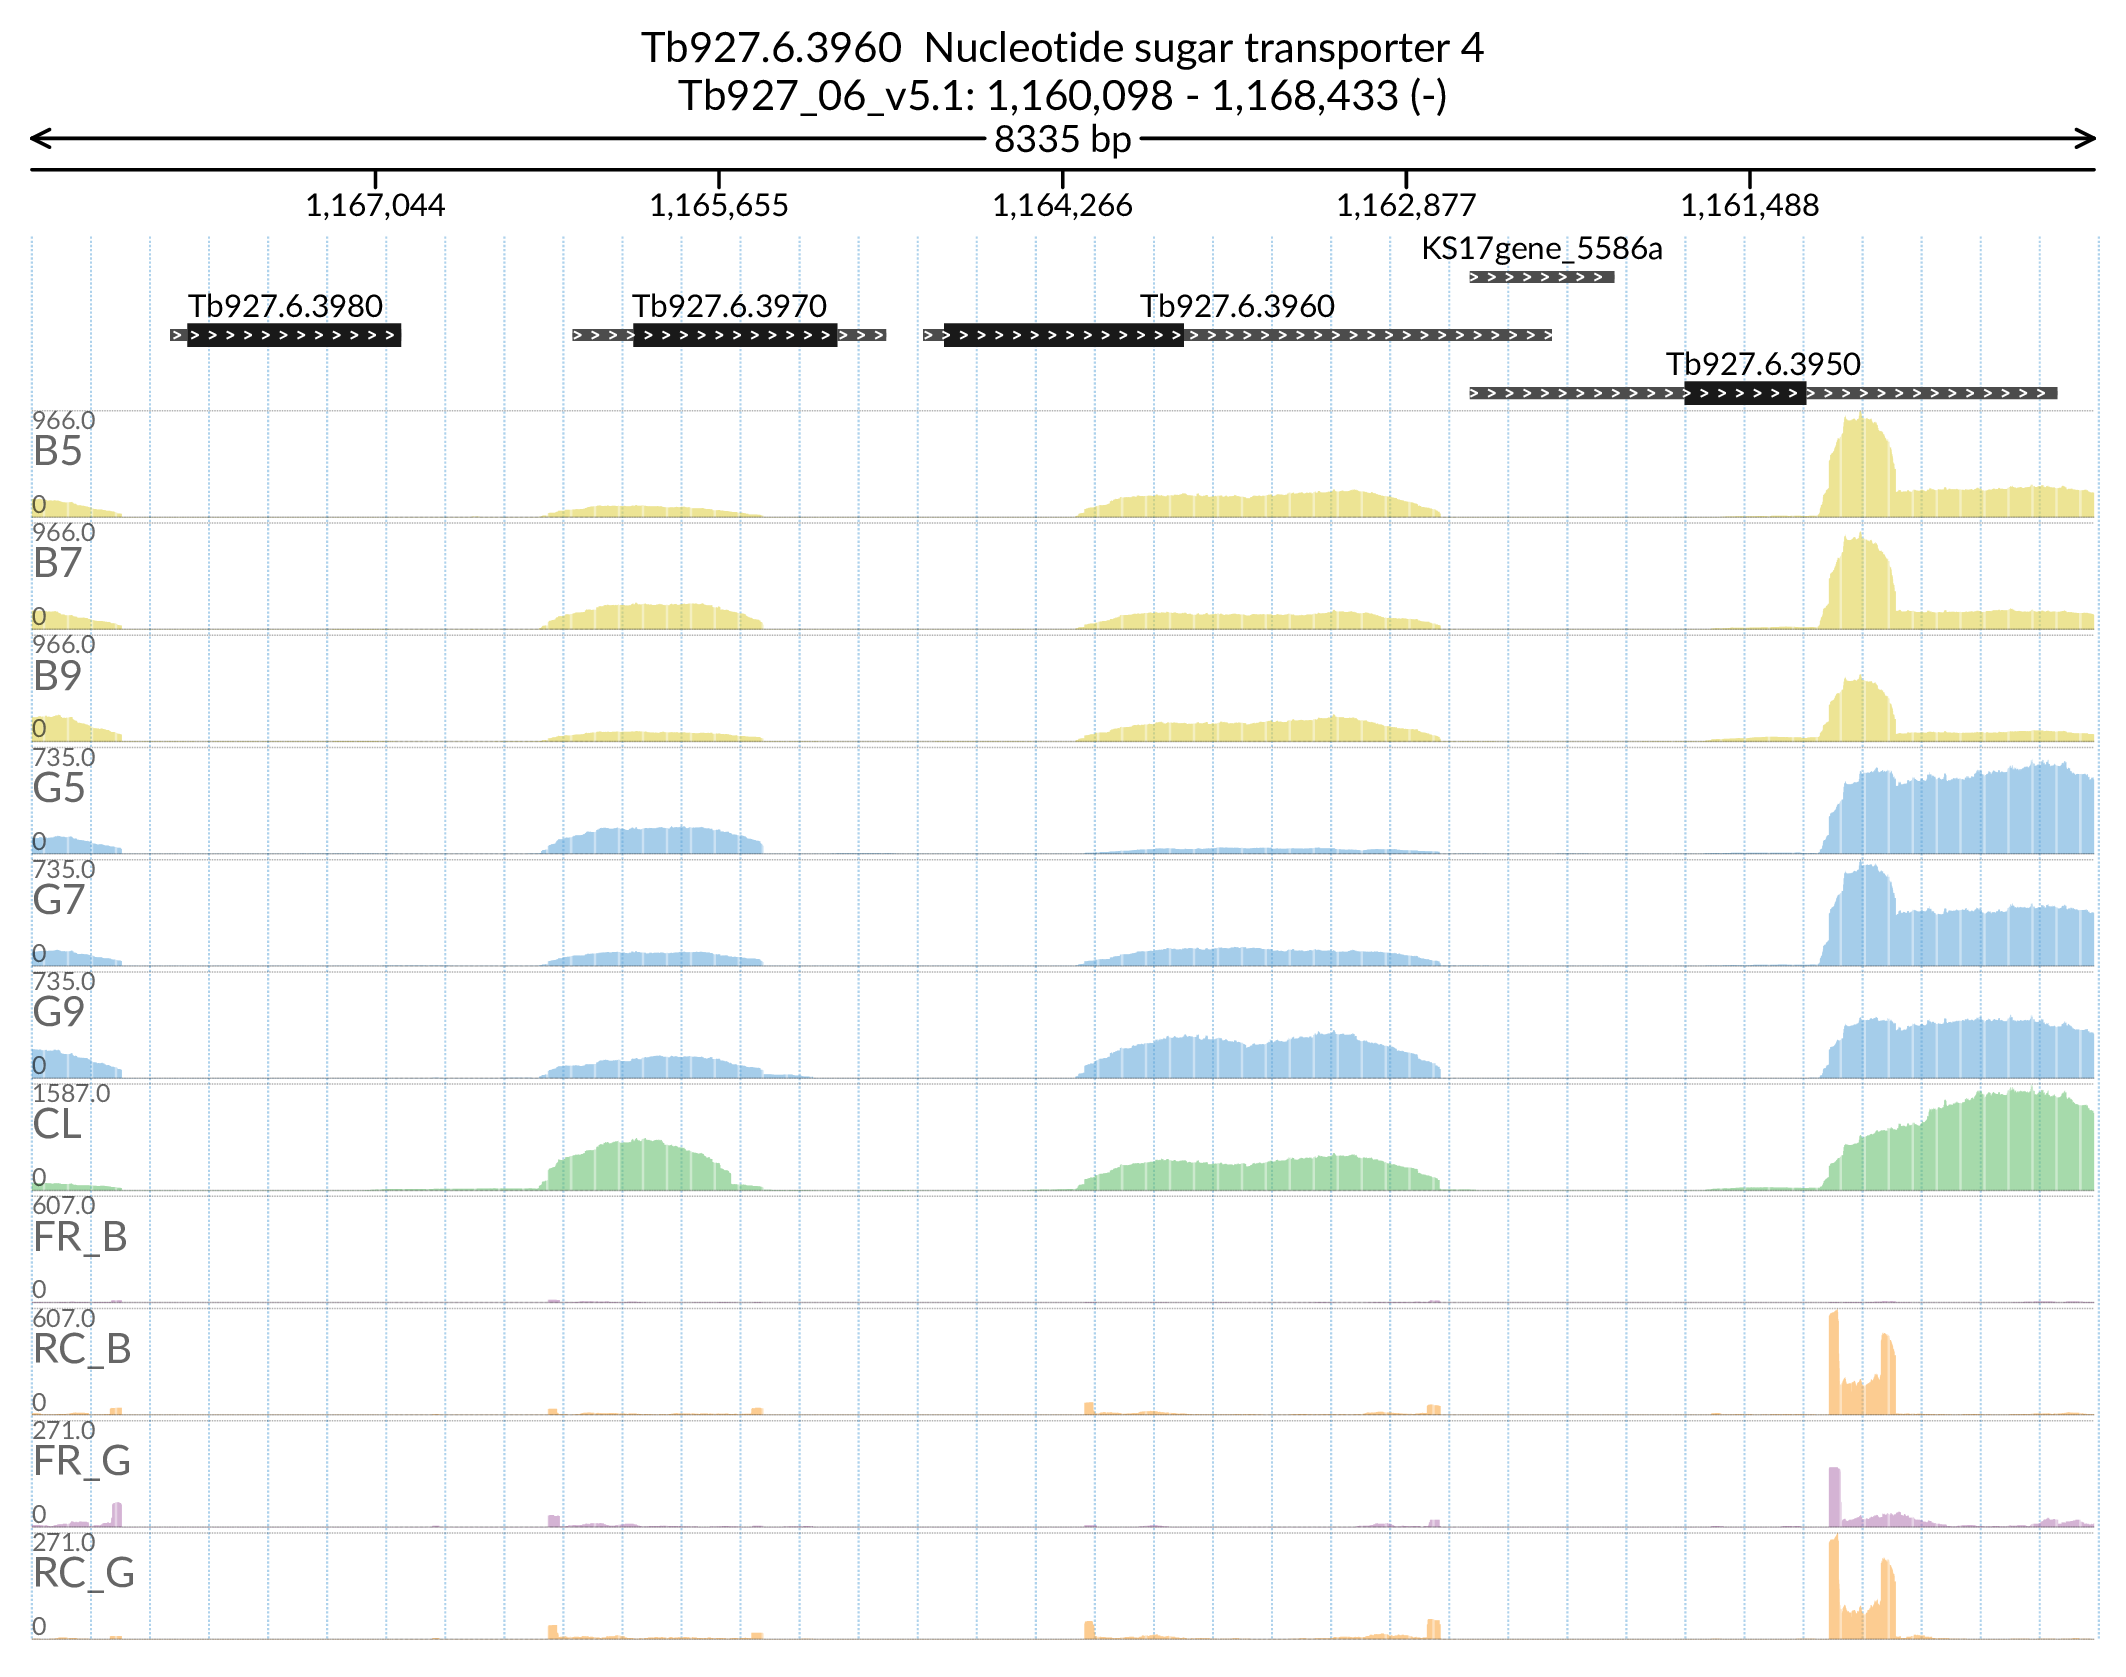 Tb927.6.3960  Nucleotide sugar transporter 4
Tb927_06_v5.1: 1,160,098 - 1,168,433 (-)
8335 bp
1,167,044 1,165,655 1,164,266 1,162,877 1,161,488
KS17gene_5586a
Tb927.6.3980 Tb927.6.3970 Tb927.6.3960
Tb927.6.3950
966.0
B5
0
966.0
B7
0
966.0
B9
0
735.0
G5
0
735.0
G7
0
735.0
G9
0
1587.0
CL
0
607.0
FR_B
0
607.0
RC_B
0
271.0
FR_G
0
271.0
RC_G
0